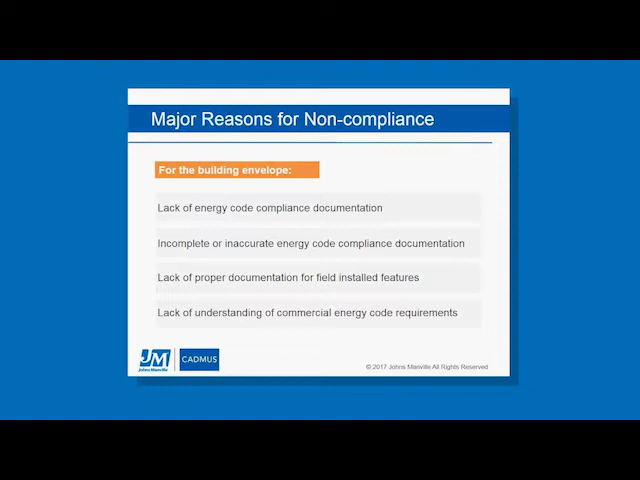 Major Reasons for Non-compliance
For the building envelope:
Lack of energy code compliance documentation
Incomplete or inaccurate energy code compliance documentation
Lack of proper documentation for field installed features
Lack of understanding of commercial energy code requirements
JM
Johns Manville
CADMUS
© 2017 Johns Manville All Rights Reserved